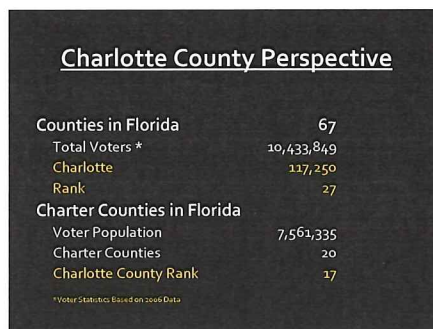 Charlotte County Perspective
Counties in Florida 67
Total Voters * 10,433,849
Charlotte 117,250
Rank 27
Charter Counties in Florida
Voter Population 7,561,335
Charter Counties 20
Charlotte County Rank 17
*Voter Statistics Based on 2006 Data